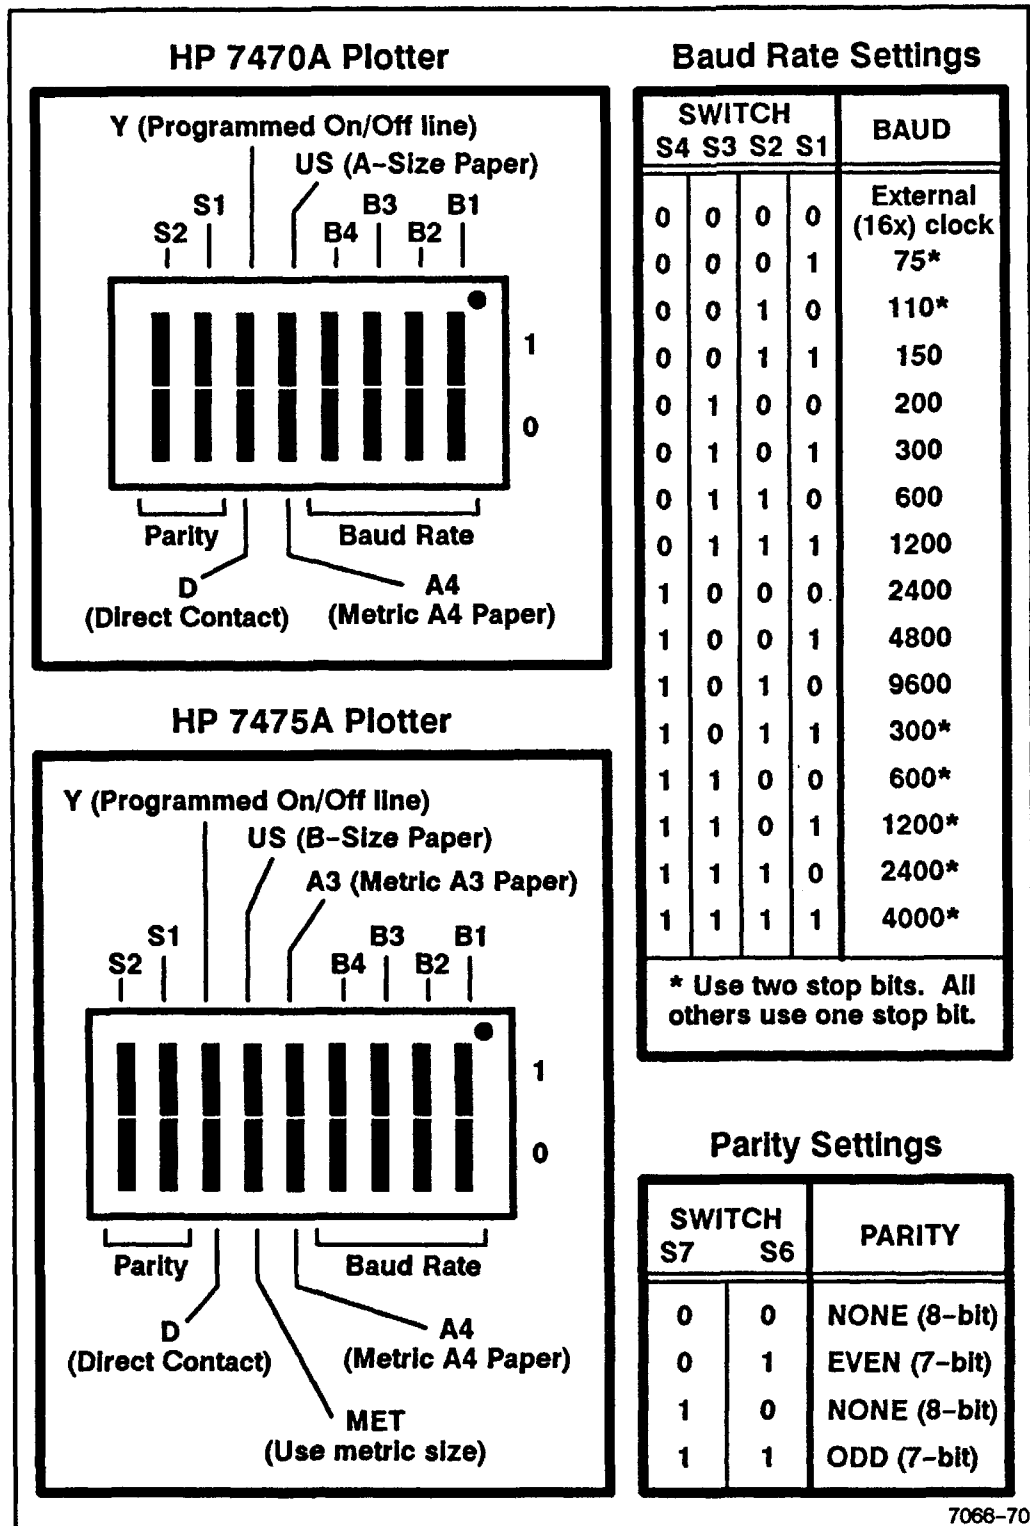 HP 7470A Plotter
Y (Programmed On/Off line)
US (A-Size Paper)
S1 B3 B1
S2 B4 B2
1
0
Parity Baud Rate
D A4
(Direct Contact) (Metric A4 Paper)
HP 7475A Plotter
Y (Programmed On/Off line)
US (B-Size Paper)
A3 (Metric A3 Paper)
S1 B3 B1
S2 B4 B2
1
0
Parity Baud Rate
D A4
(Direct Contact) (Metric A4 Paper)
MET
(Use metric size)
Baud Rate Settings
SWITCH BAUD
S4 S3 S2 S1
0 0 0 0 External
(16x) clock
0 0 0 1 75*
0 0 1 0 110*
0 0 1 1 150
0 1 0 0 200
0 1 0 1 300
0 1 1 0 600
0 1 1 1 1200
1 0 0 0 2400
1 0 0 1 4800
1 0 1 0 9600
1 0 1 1 300*
1 1 0 0 600*
1 1 0 1 1200*
1 1 1 0 2400*
1 1 1 1 4000*
* Use two stop bits. All
others use one stop bit.
Parity Settings
SWITCH PARITY
S7 S6
0 0 NONE (8-bit)
0 1 EVEN (7-bit)
1 0 NONE (8-bit)
1 1 ODD (7-bit)
7066-70